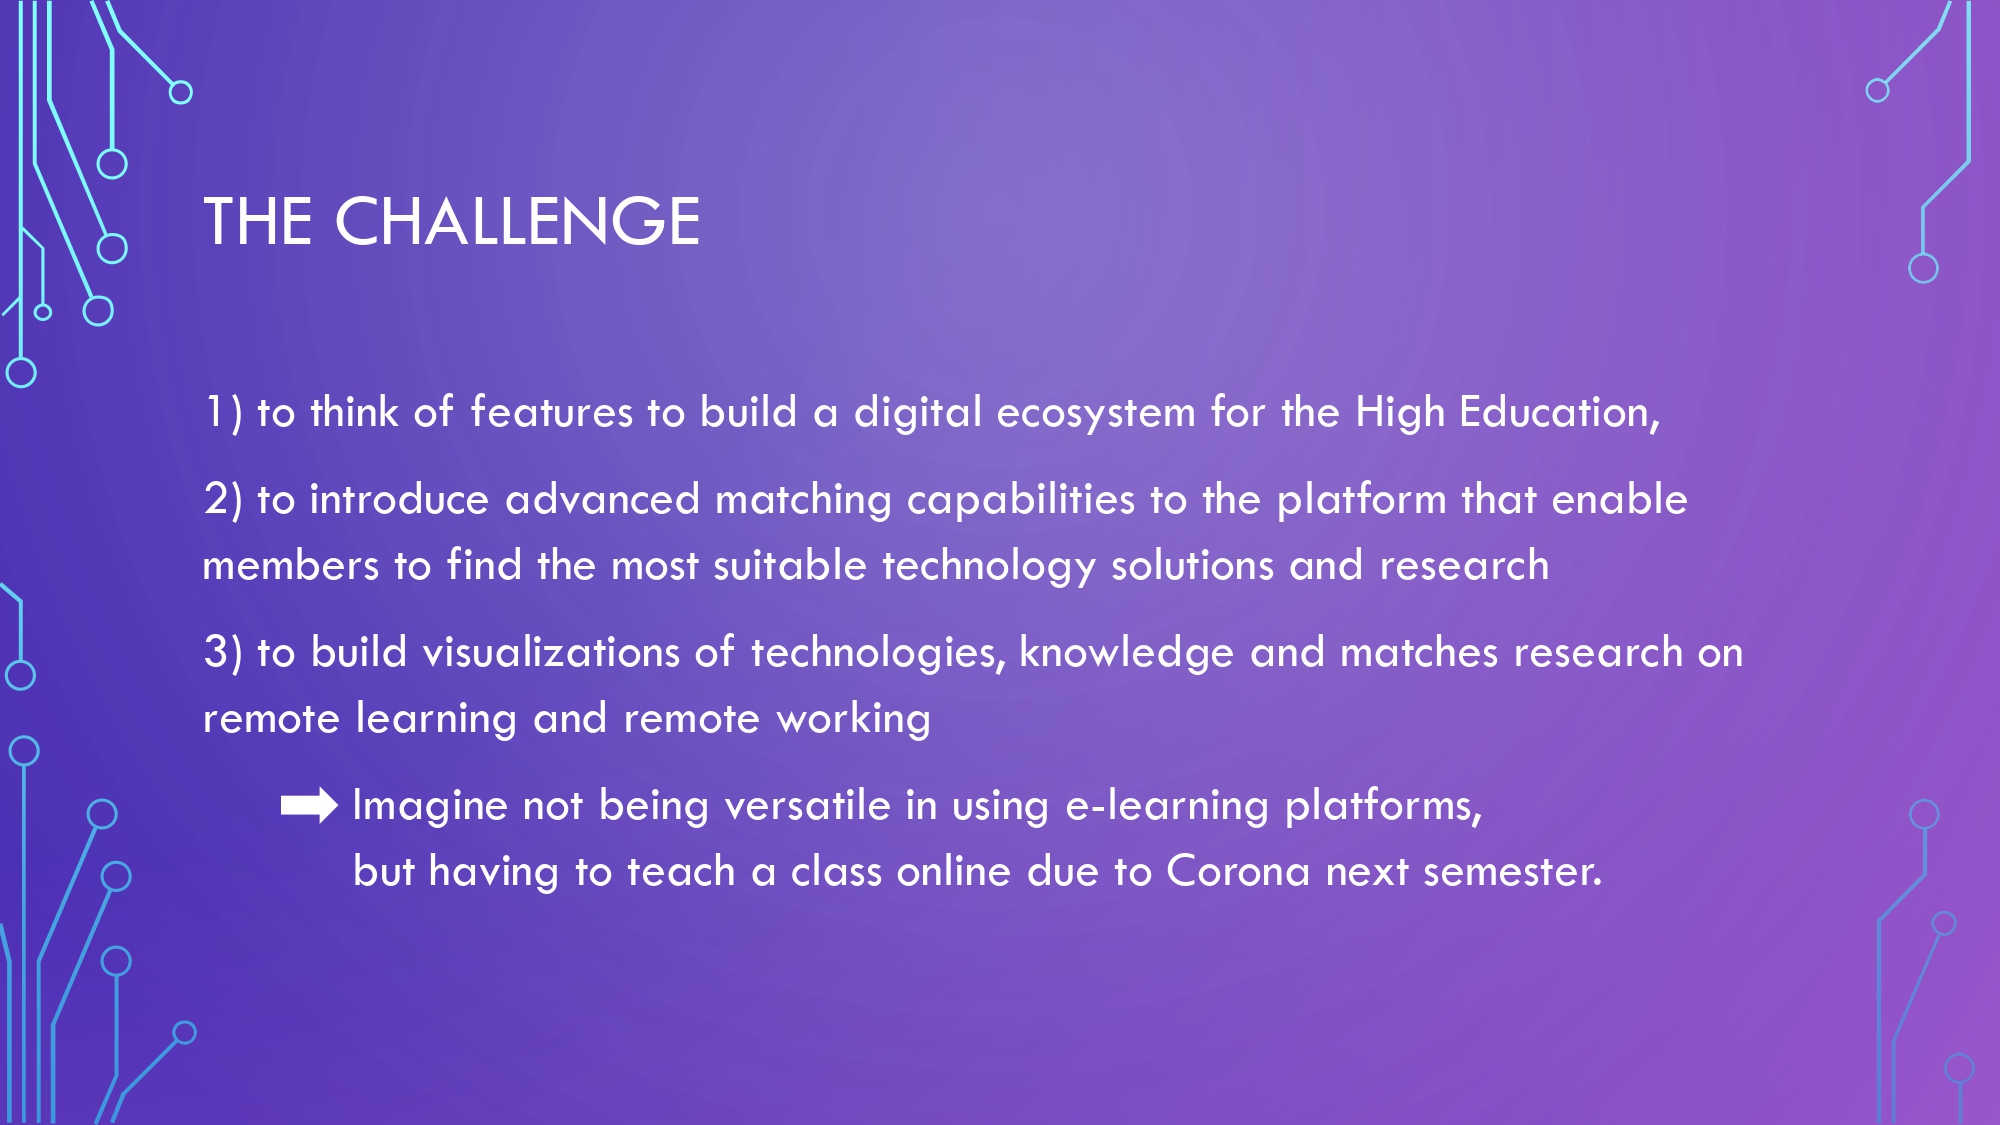 THE CHALLENGE
1) to think of features to build a digital ecosystem for the High Education,
2) to introduce advanced matching capabilities to the platform that enable
members to find the most suitable technology solutions and research
3) to build visualizations of technologies, knowledge and matches research on
remote learning and remote working
Imagine not being versatile in using e-learning platforms,
but having to teach a class online due to Corona next semester.